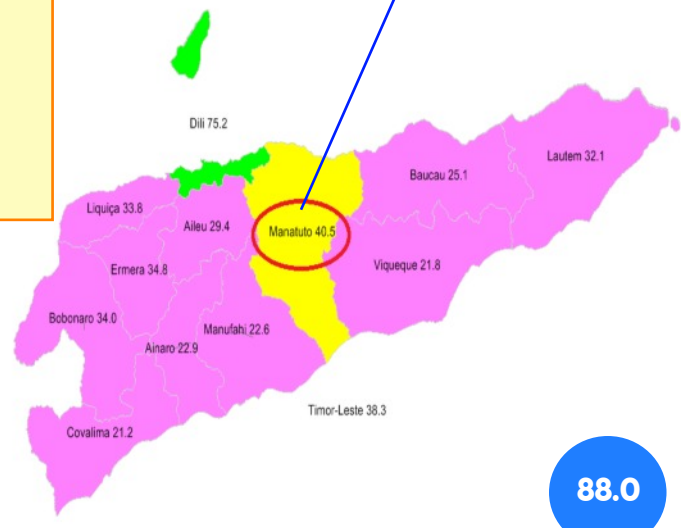 Dili 75.2
Lautem 32.1
Baucau 25.1
Liquiça 33.8
Aileu 29.4
Manatuto 40.5
Viqueque 21.8
Ermera 34.8
Bobonaro 34.0
Manufahi 22.6
Ainaro 22.9
Timor-Leste 38.3
Covalima 21.2
88.0